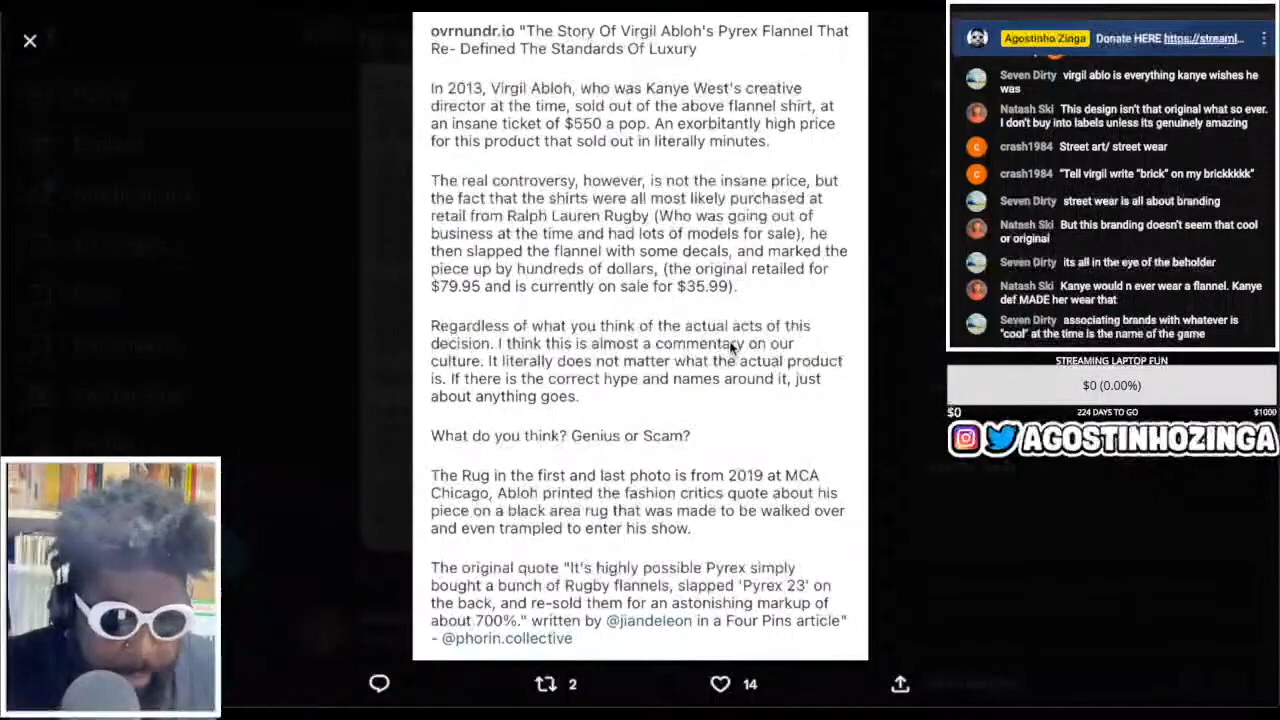 ovrnundr.io "The Story Of Virgil Abloh's Pyrex Flannel That
Re- Defined The Standards Of Luxury
In 2013, Virgil Abloh, who was Kanye West's creative
director at the time, sold out of the above flannel shirt, at
an insane ticket of $550 a pop. An exorbitantly high price
for this product that sold out in literally minutes.
The real controversy, however, is not the insane price, but
the fact that the shirts were all most likely purchased at
retail from Ralph Lauren Rugby (Who was going out of
business at the time and had lots of models for sale), he
then slapped the flannel with some decals, and marked the
piece up by hundreds of dollars, (the original retailed for
$79.95 and is currently on sale for $35.99).
Regardless of what you think of the actual acts of this
decision. I think this is almost a commentary on our
culture. It literally does not matter what the actual product
is. If there is the correct hype and names around it, just
about anything goes.
What do you think? Genius or Scam?
The Rug in the first and last photo is from 2019 at MCA
Chicago, Abloh printed the fashion critics quote about his
piece on a black area rug that was made to be walked over
and even trampled to enter his show.
The original quote "It's highly possible Pyrex simply
bought a bunch of Rugby flannels, slapped 'Pyrex 23' on
the back, and re-sold them for an astonishing markup of
about 700%." written by @jiandeleon in a Four Pins article"
- @phorin.collective
2
14
Agostinho Zinga Donate HERE https://streaml...
Seven Dirty virgil ablo is everything kanye wishes he
was
Natash Ski This design isn't that original what so ever.
I don't buy into labels unless its genuinely amazing
crash1984 Street art/ street wear
crash1984 "Tell virgil write "brick" on my brickkkkk"
Seven Dirty street wear is all about branding
Natash Ski But this branding doesn't seem that cool
or original
Seven Dirty its all in the eye of the beholder
Natash Ski Kanye would n ever wear a flannel. Kanye
def MADE her wear that
Seven Dirty associating brands with whatever is
"cool" at the time is the name of the game
STREAMING LAPTOP FUN
$0 (0.00%)
$0 224 DAYS TO GO $1000
AGOSTINHOZINGA